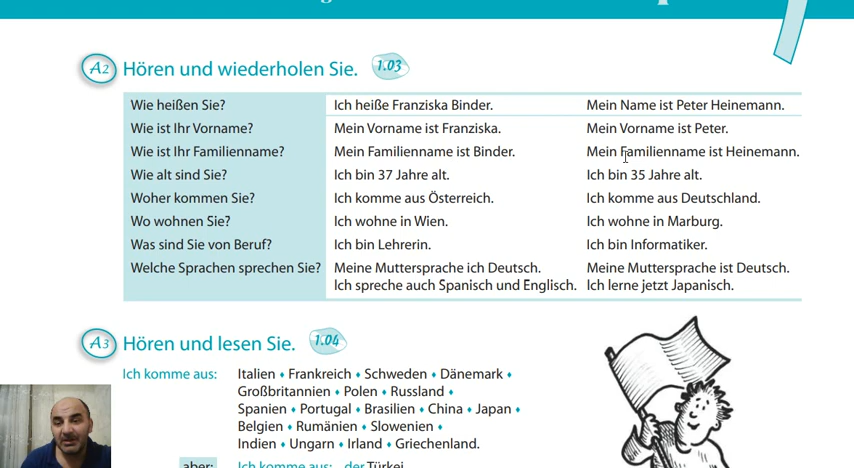 A2 Hören und wiederholen Sie. 1.03
Wie heißen Sie? Ich heiße Franziska Binder. Mein Name ist Peter Heinemann.
Wie ist Ihr Vorname? Mein Vorname ist Franziska. Mein Vorname ist Peter.
Wie ist Ihr Familienname? Mein Familienname ist Binder. Mein Familienname ist Heinemann.
Wie alt sind Sie? Ich bin 37 Jahre alt. Ich bin 35 Jahre alt.
Woher kommen Sie? Ich komme aus Österreich. Ich komme aus Deutschland.
Wo wohnen Sie? Ich wohne in Wien. Ich wohne in Marburg.
Was sind Sie von Beruf? Ich bin Lehrerin. Ich bin Informatiker.
Welche Sprachen sprechen Sie? Meine Muttersprache ich Deutsch. Meine Muttersprache ist Deutsch.
Ich spreche auch Spanisch und Englisch. Ich lerne jetzt Japanisch.
A3 Hören und lesen Sie. 1.04
Ich komme aus: Italien ♦ Frankreich ♦ Schweden ♦ Dänemark ♦
Großbritannien ♦ Polen ♦ Russland ♦
Spanien ♦ Portugal ♦ Brasilien ♦ China ♦ Japan ♦
Belgien ♦ Rumänien ♦ Slowenien ♦
Indien ♦ Ungarn ♦ Irland ♦ Griechenland.
aber: Ich komme aus: der Türkei